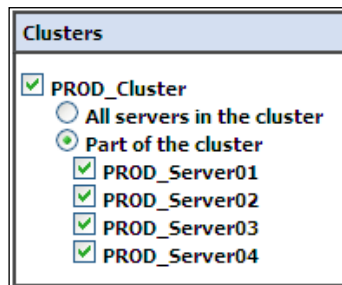 Clusters
PROD_Cluster
All servers in the cluster
Part of the cluster
PROD_Server01
PROD_Server02
PROD_Server03
PROD_Server04